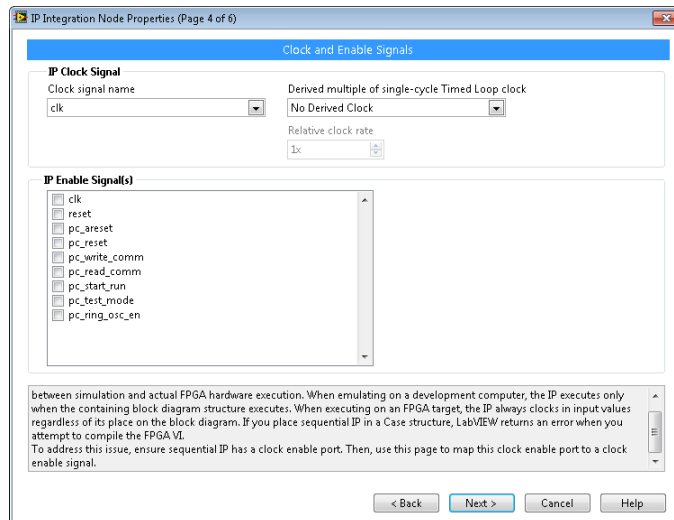 IP Integration Node Properties (Page 4 of 6)
Clock and Enable Signals
IP Clock Signal
Clock signal name
Derived multiple of single-cycle Timed Loop clock
clk
No Derived Clock
Relative clock rate
1x
IP Enable Signal(s)
clk
reset
pc_areset
pc_reset
pc_write_comm
pc_read_comm
pc_start_run
pc_test_mode
pc_ring_osc_en
between simulation and actual FPGA hardware execution. When emulating on a development computer, the IP executes only
when the containing block diagram structure executes. When executing on an FPGA target, the IP always clocks in input values
regardless of its place on the block diagram. If you place sequential IP in a Case structure, LabVIEW returns an error when you
attempt to compile the FPGA VI.
To address this issue, ensure sequential IP has a clock enable port. Then, use this page to map this clock enable port to a clock
enable signal.
< Back
Next >
Cancel
Help